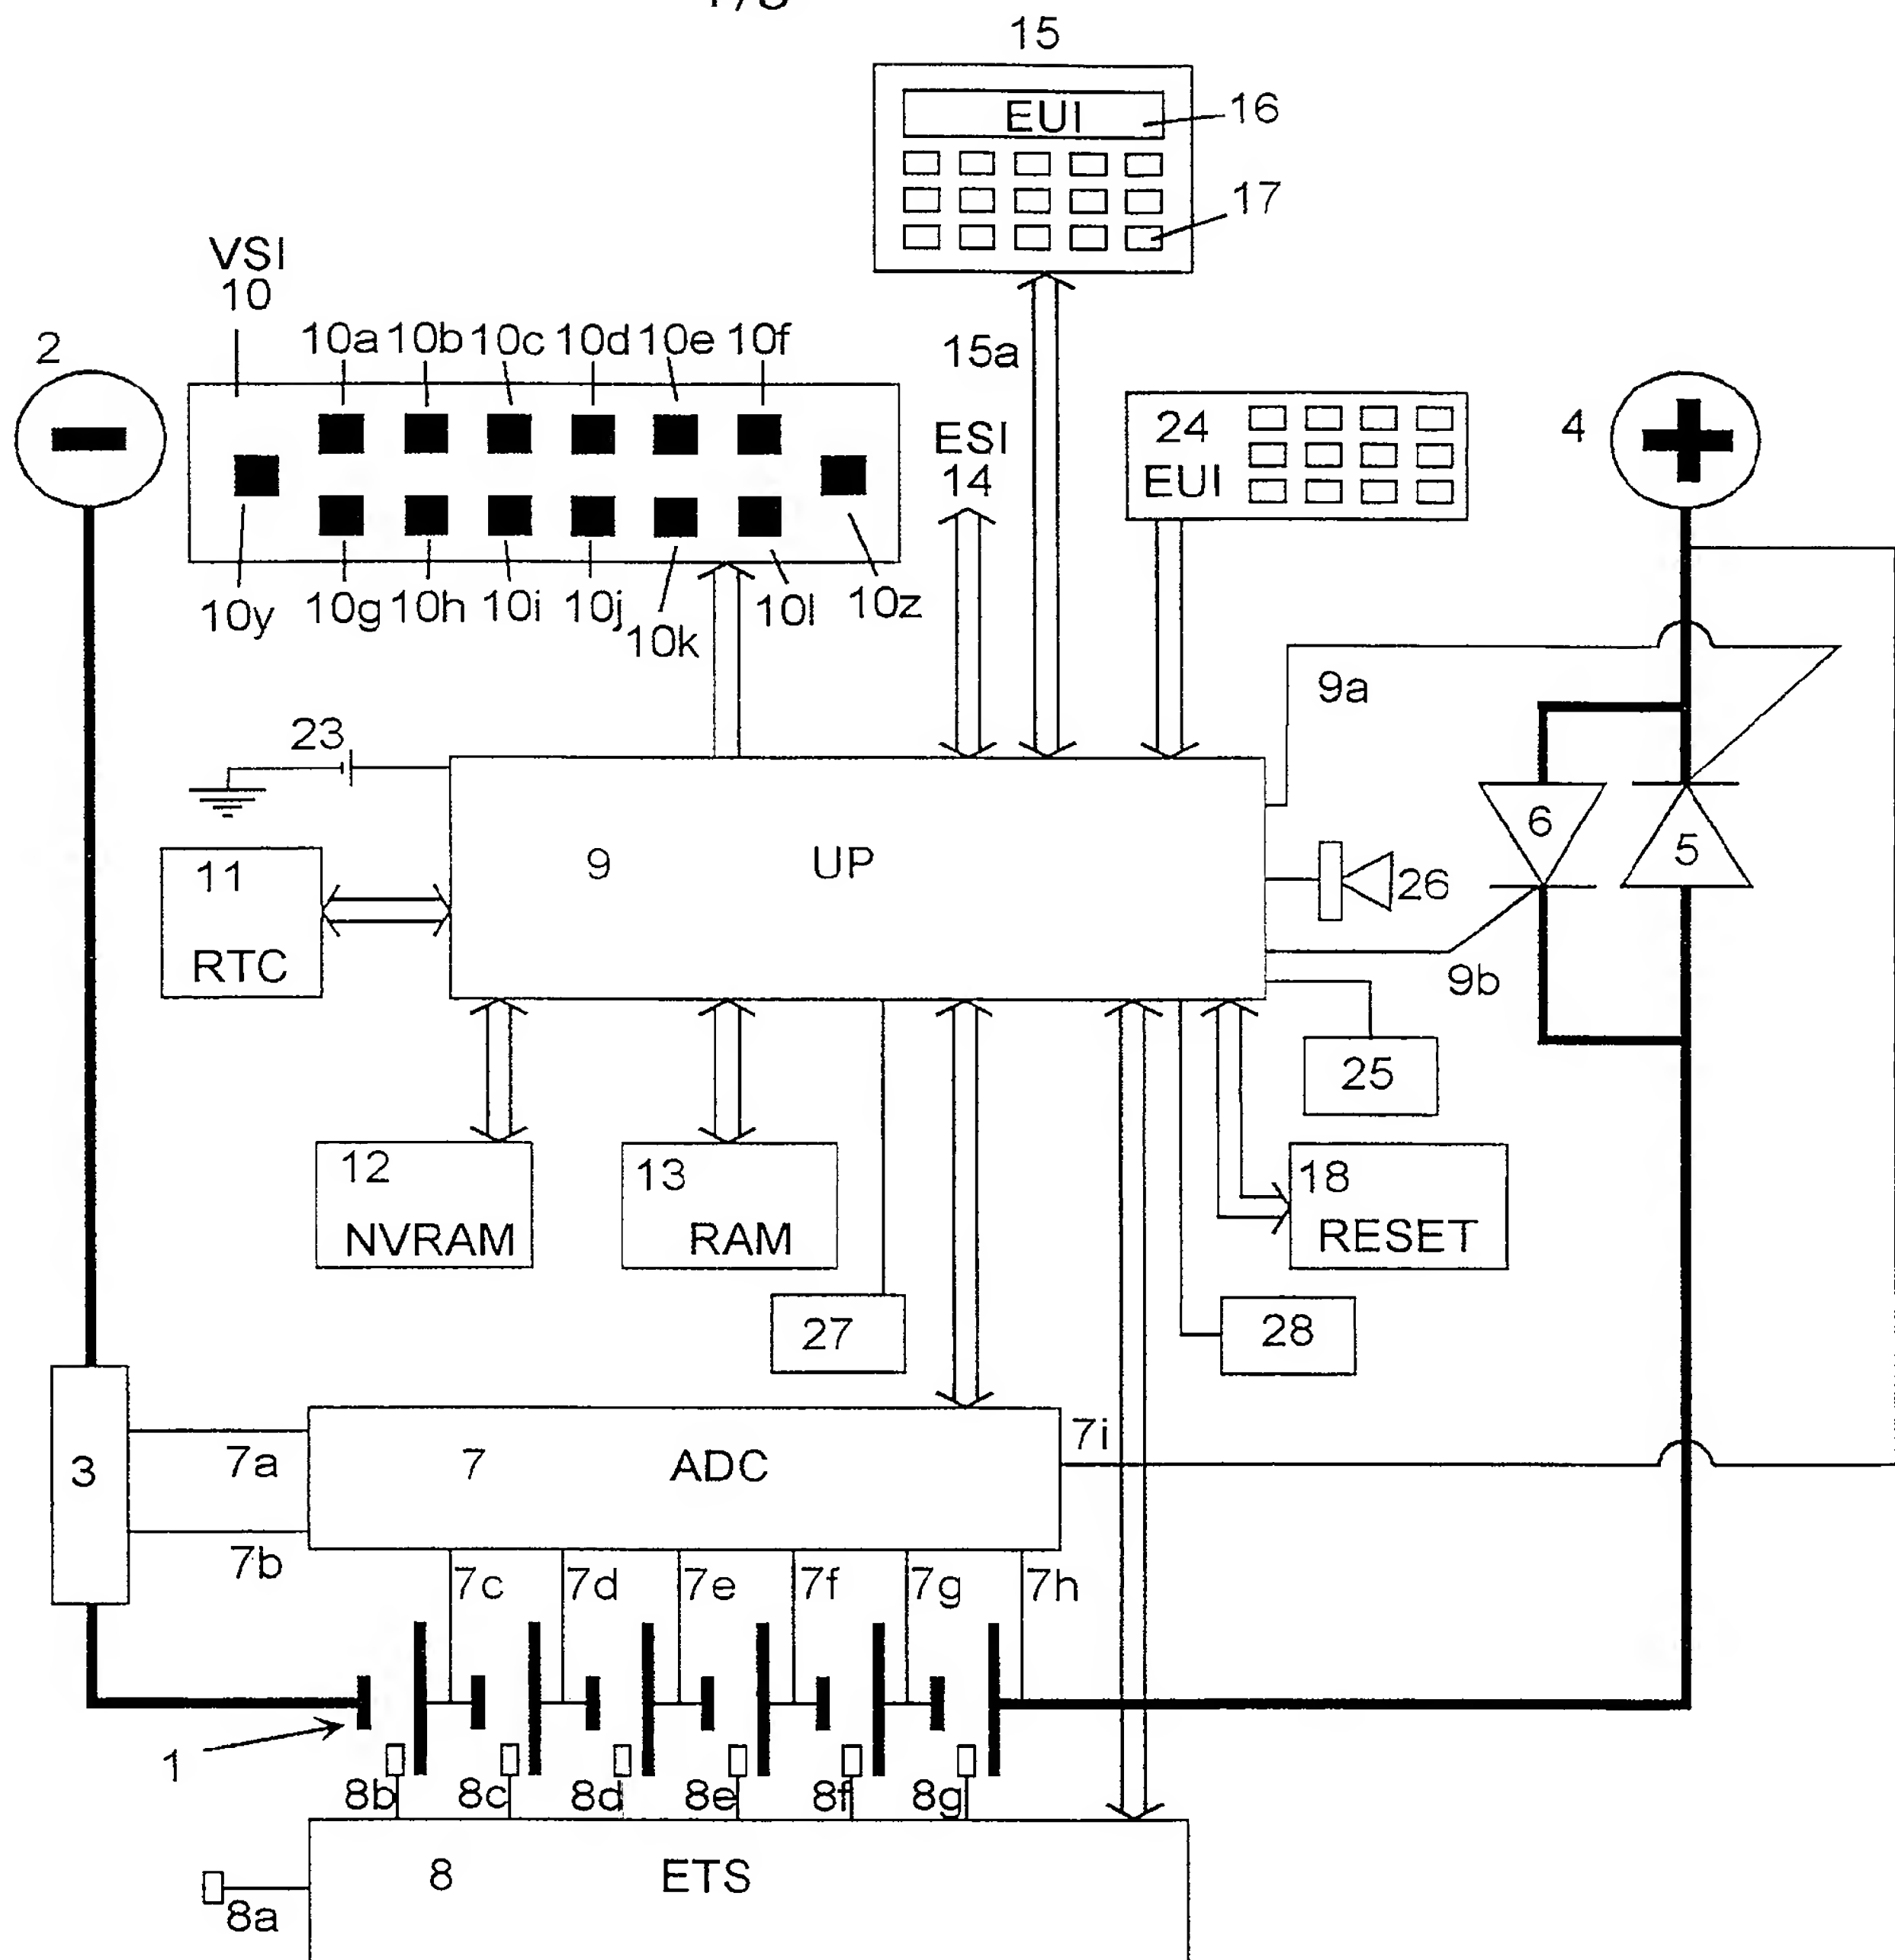 15
EUI
16
17
VSI
10
2
10a 10b 10c 10d 10e 10f
15a
ESI
14
24
EUI
4
10y 10g 10h 10i 10j 10k 10l 10z
9a
23
6
5
11
RTC
9 UP
26
9b
25
12
NVRAM
13
RAM
18
RESET
27
28
3
7a
7 ADC
7i
7b
7c 7d 7e 7f 7g 7h
1
8b 8c 8d 8e 8f 8g
8 ETS
8a